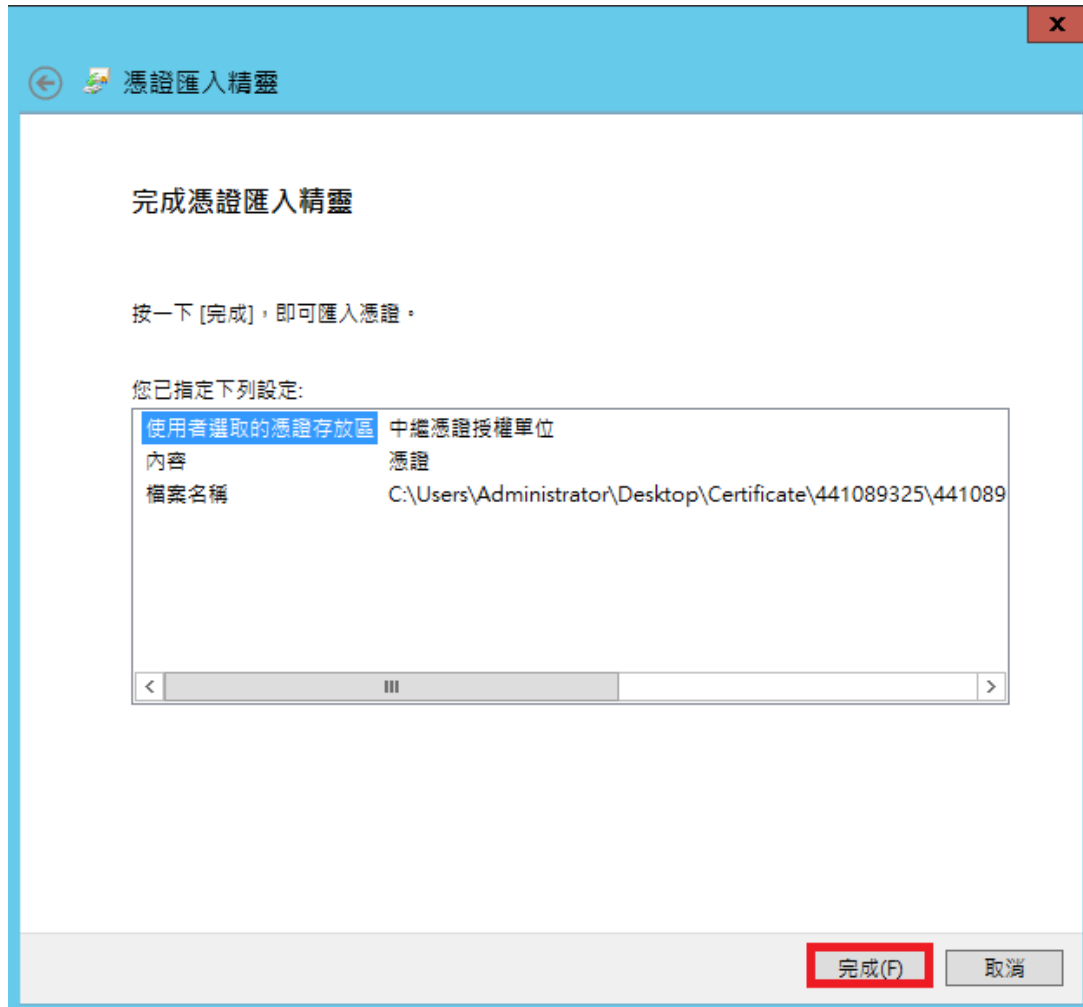 憑證匯入精靈
完成憑證匯入精靈
按一下 [完成]，即可匯入憑證。
您已指定下列設定:
使用者選取的憑證存放區 中繼憑證授權單位
內容 憑證
檔案名稱 C:\Users\Administrator\Desktop\Certificate\441089325\441089
完成(F) 取消